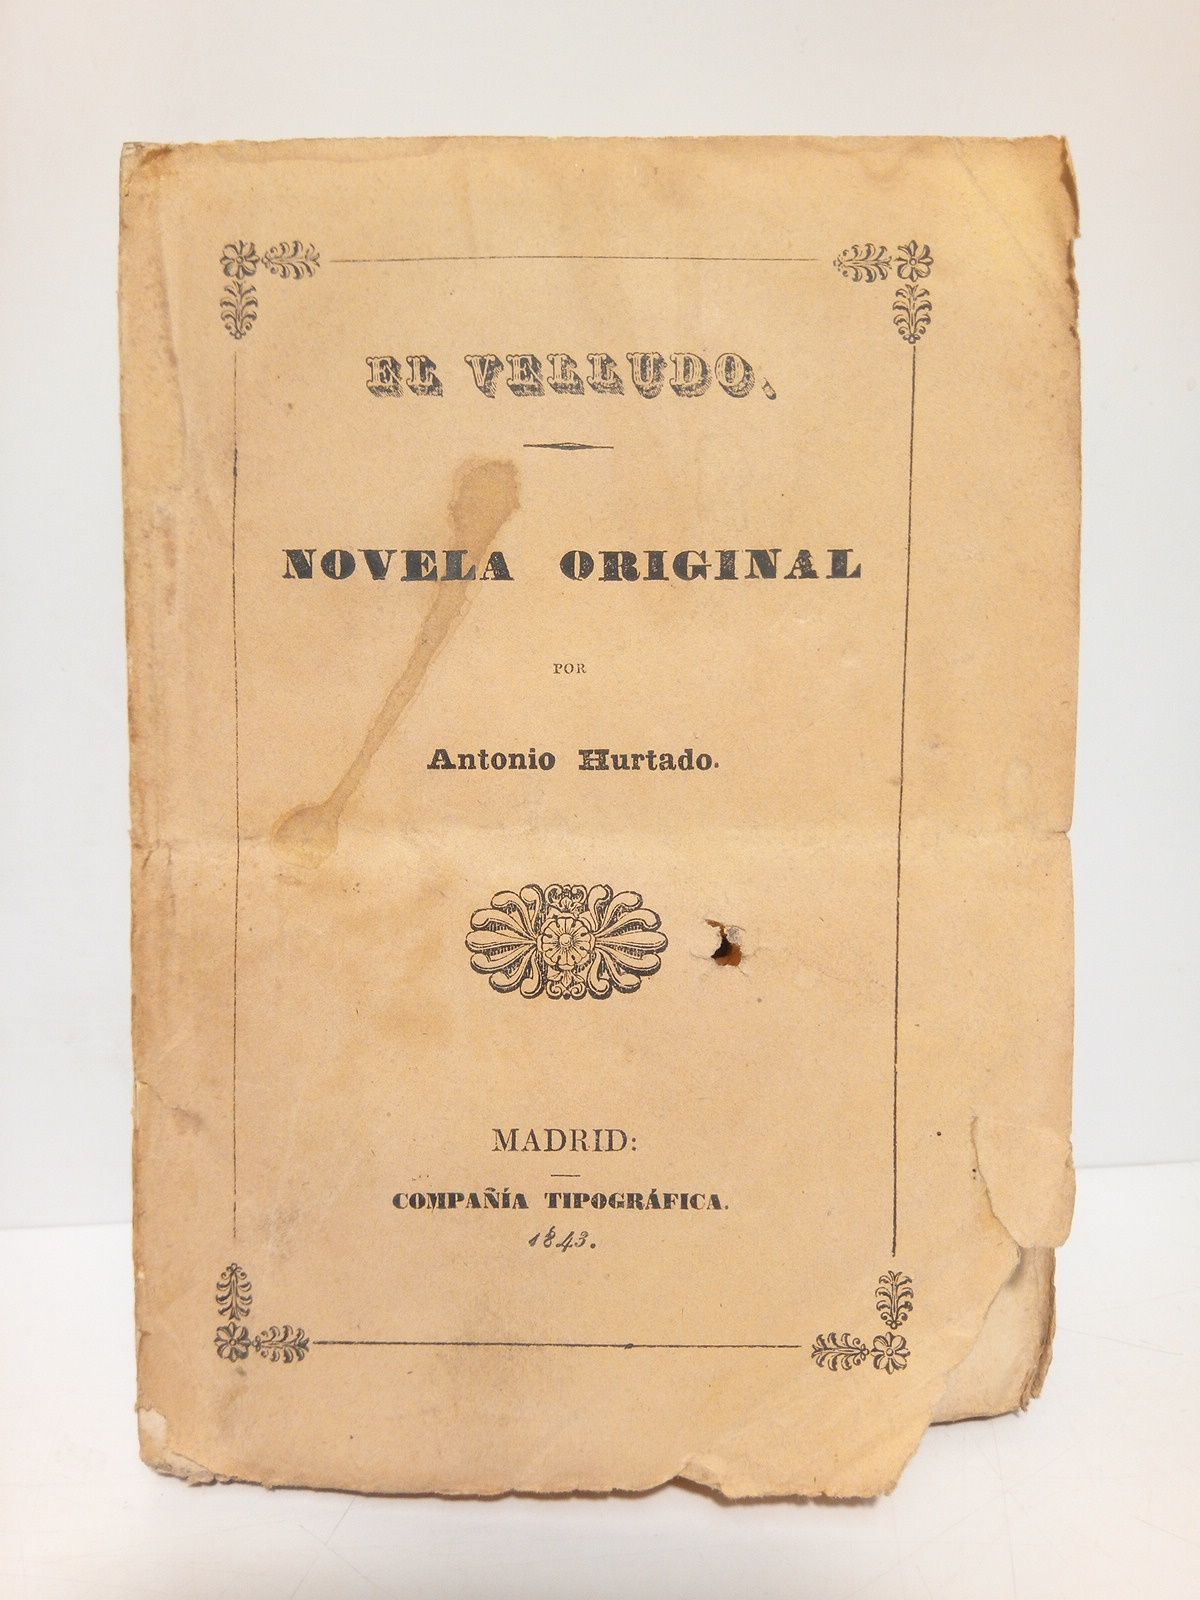 EL VELLUDO,
NOVELA ORIGINAL
POR
Antonio Hurtado.
MADRID:
COMPAÑÍA TIPOGRÁFICA.
1843.